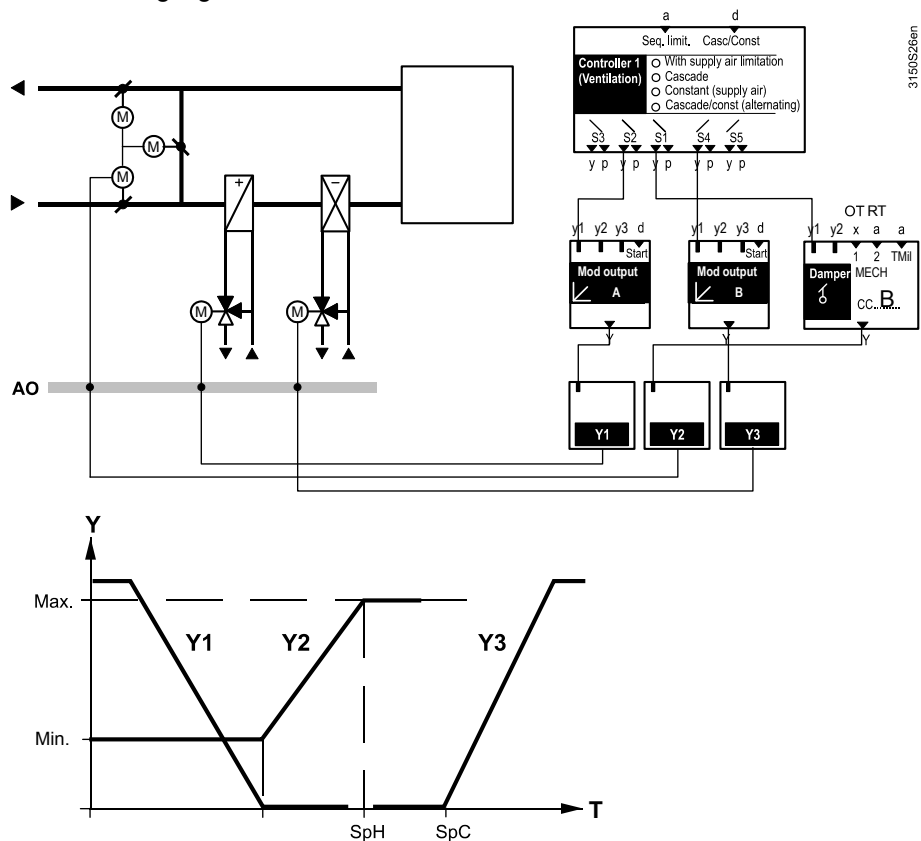 a d
Seq. limit. Casc/Const
Controller 1
(Ventilation)
With supply air limitation
Cascade
Constant (supply air)
Cascade/const (alternating)
S3 S2 S1 S4 S5
y p y p y p y p y p
3150S26en
M
M
M
+
−
M
M
AO
OT RT
y1 y2 y3 d
Start
Mod output
A
Y
y1 y2 y3 d
Start
Mod output
B
Y
y1 y2 x a a
1 2 TMil
Damper
MECH
CC...B...
Y
Y1 Y2 Y3
Y
Max.
Y1 Y2 Y3
Min.
T
SpH SpC